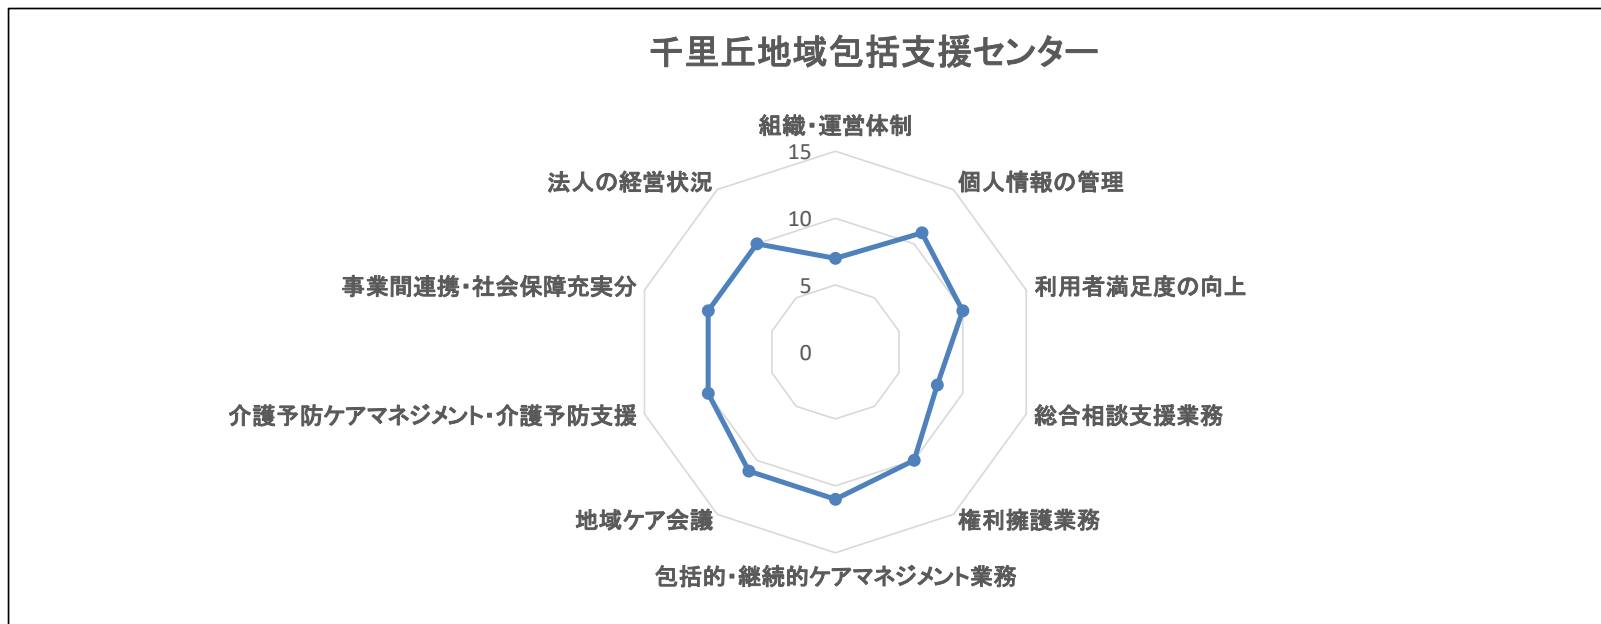 千里丘地域包括支援センター
組織・運営体制
15
法人の経営状況
個人情報の管理
10
事業間連携・社会保障充実分
5
利用者満足度の向上
0
介護予防ケアマネジメント・介護予防支援
総合相談支援業務
地域ケア会議
権利擁護業務
包括的・継続的ケアマネジメント業務